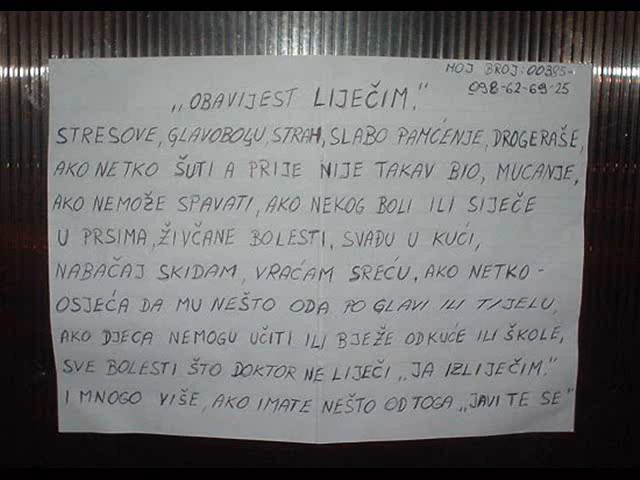 MOJ BROJ: 00385-
098-62-69-25
„OBAVIJEST LIJEČIM."
STRESOVE, GLAVOBOLJU, STRAH, SLABO PAMĆENJE, DROGERAŠE,
AKO NETKO ŠUTI A PRIJE NIJE TAKAV BIO, MUCANJE,
AKO NEMOŽE SPAVATI, AKO NEKOG BOLI ILI SIJEČE
U PRSIMA, ŽIVČANE BOLESTI, SVAĐU U KUĆI,
NABAČAJ SKIDAM, VRAĆAM SREĆU, AKO NETKO-
OSJEĆA DA MU NEŠTO ODA PO GLAVI ILI TIJELU,
AKO DJECA NEMOGU UČITI ILI BJEŽE ODKUĆE ILI ŠKOLE,
SVE BOLESTI ŠTO DOKTOR NE LIJEČI „JA IZLIJEČIM."
I MNOGO VIŠE, AKO IMATE NEŠTO OD TOGA „JAVITE SE"